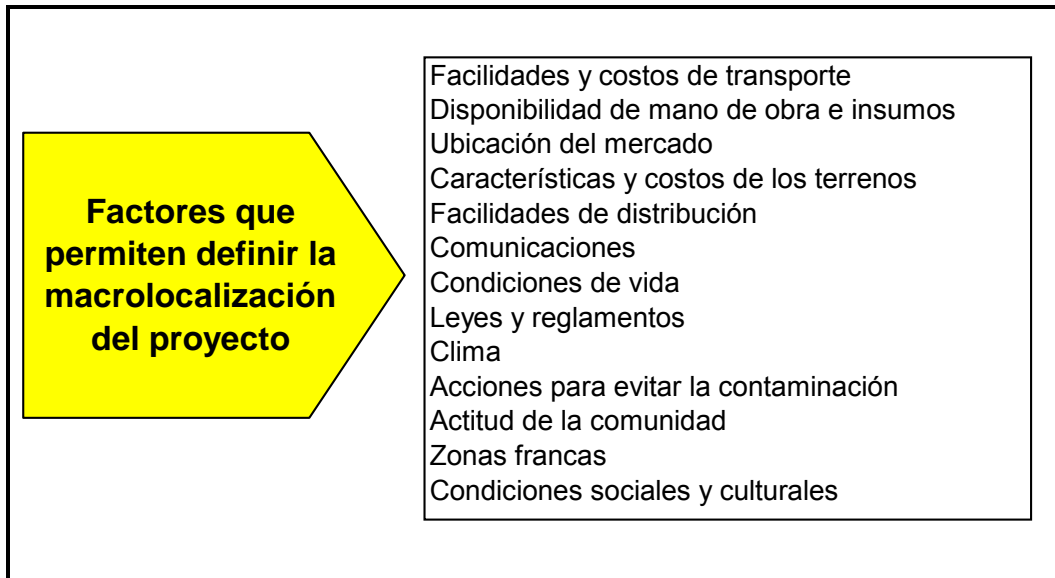 Factores que
permiten definir la
macrolocalización
del proyecto
Facilidades y costos de transporte
Disponibilidad de mano de obra e insumos
Ubicación del mercado
Características y costos de los terrenos
Facilidades de distribución
Comunicaciones
Condiciones de vida
Leyes y reglamentos
Clima
Acciones para evitar la contaminación
Actitud de la comunidad
Zonas francas
Condiciones sociales y culturales